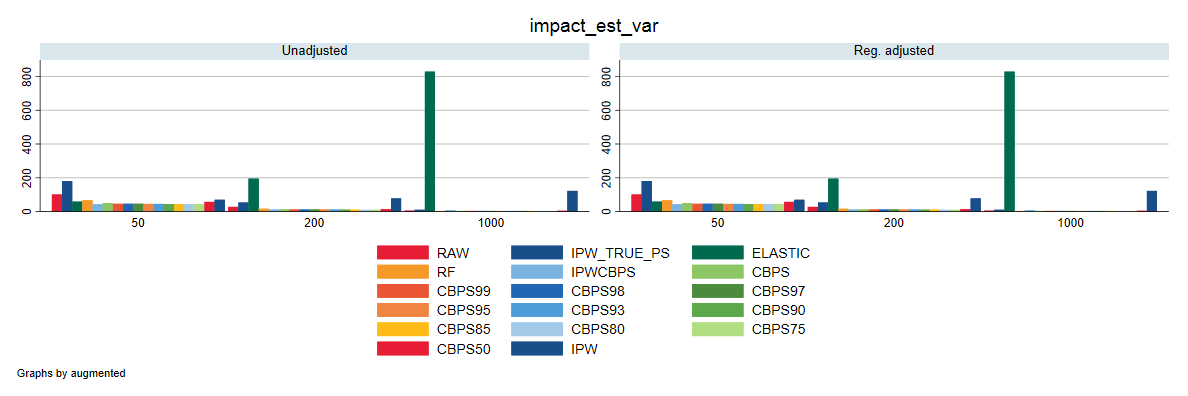 impact_est_var
Unadjusted
Reg. adjusted
0 200 400 600 800
0 200 400 600 800
50 200 1000
50 200 1000
RAW IPW_TRUE_PS ELASTIC
RF IPWCBPS CBPS
CBPS99 CBPS98 CBPS97
CBPS95 CBPS93 CBPS90
CBPS85 CBPS80 CBPS75
CBPS50 IPW
Graphs by augmented